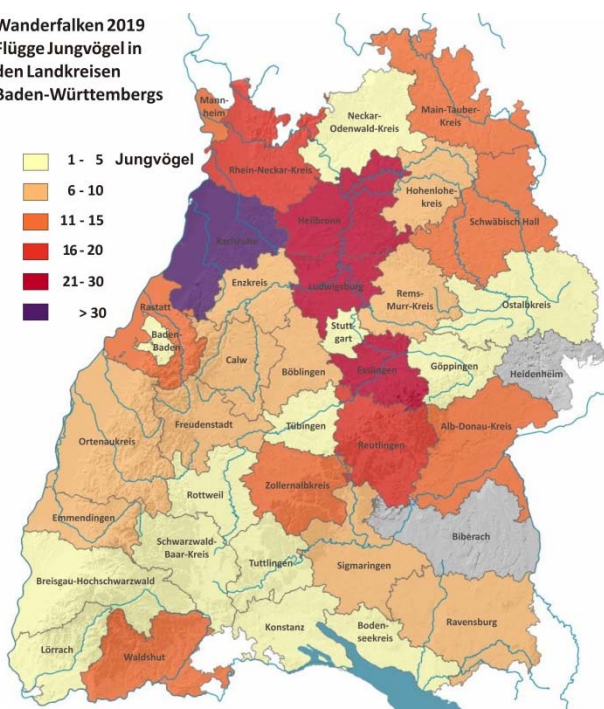 Wanderfalken 2019
Flügge Jungvögel in
den Landkreisen
Baden-Württembergs
1 - 5 Jungvögel
6 - 10
11 - 15
16 - 20
21 - 30
> 30
Mann-
heim
Main-Tauber-
Kreis
Neckar-
Odenwald-Kreis
Rhein-Neckar-Kreis
Hohenlohe-
kreis
Heilbronn
Schwäbisch Hall
Karlsruhe
Enzkreis
Ludwigsburg
Rems-
Murr-Kreis
Ostalbkreis
Rastatt
Baden-
Baden
Stutt-
gart
Calw
Böblingen
Esslingen
Göppingen
Heidenheim
Freudenstadt
Tübingen
Ortenaukreis
Reutlingen
Alb-Donau-Kreis
Rottweil
Zollernalbkreis
Emmendingen
Schwarzwald-
Baar-Kreis
Biberach
Tuttlingen
Sigmaringen
Breisgau-Hochschwarzwald
Konstanz
Boden-
seekreis
Ravensburg
Lörrach
Waldshut